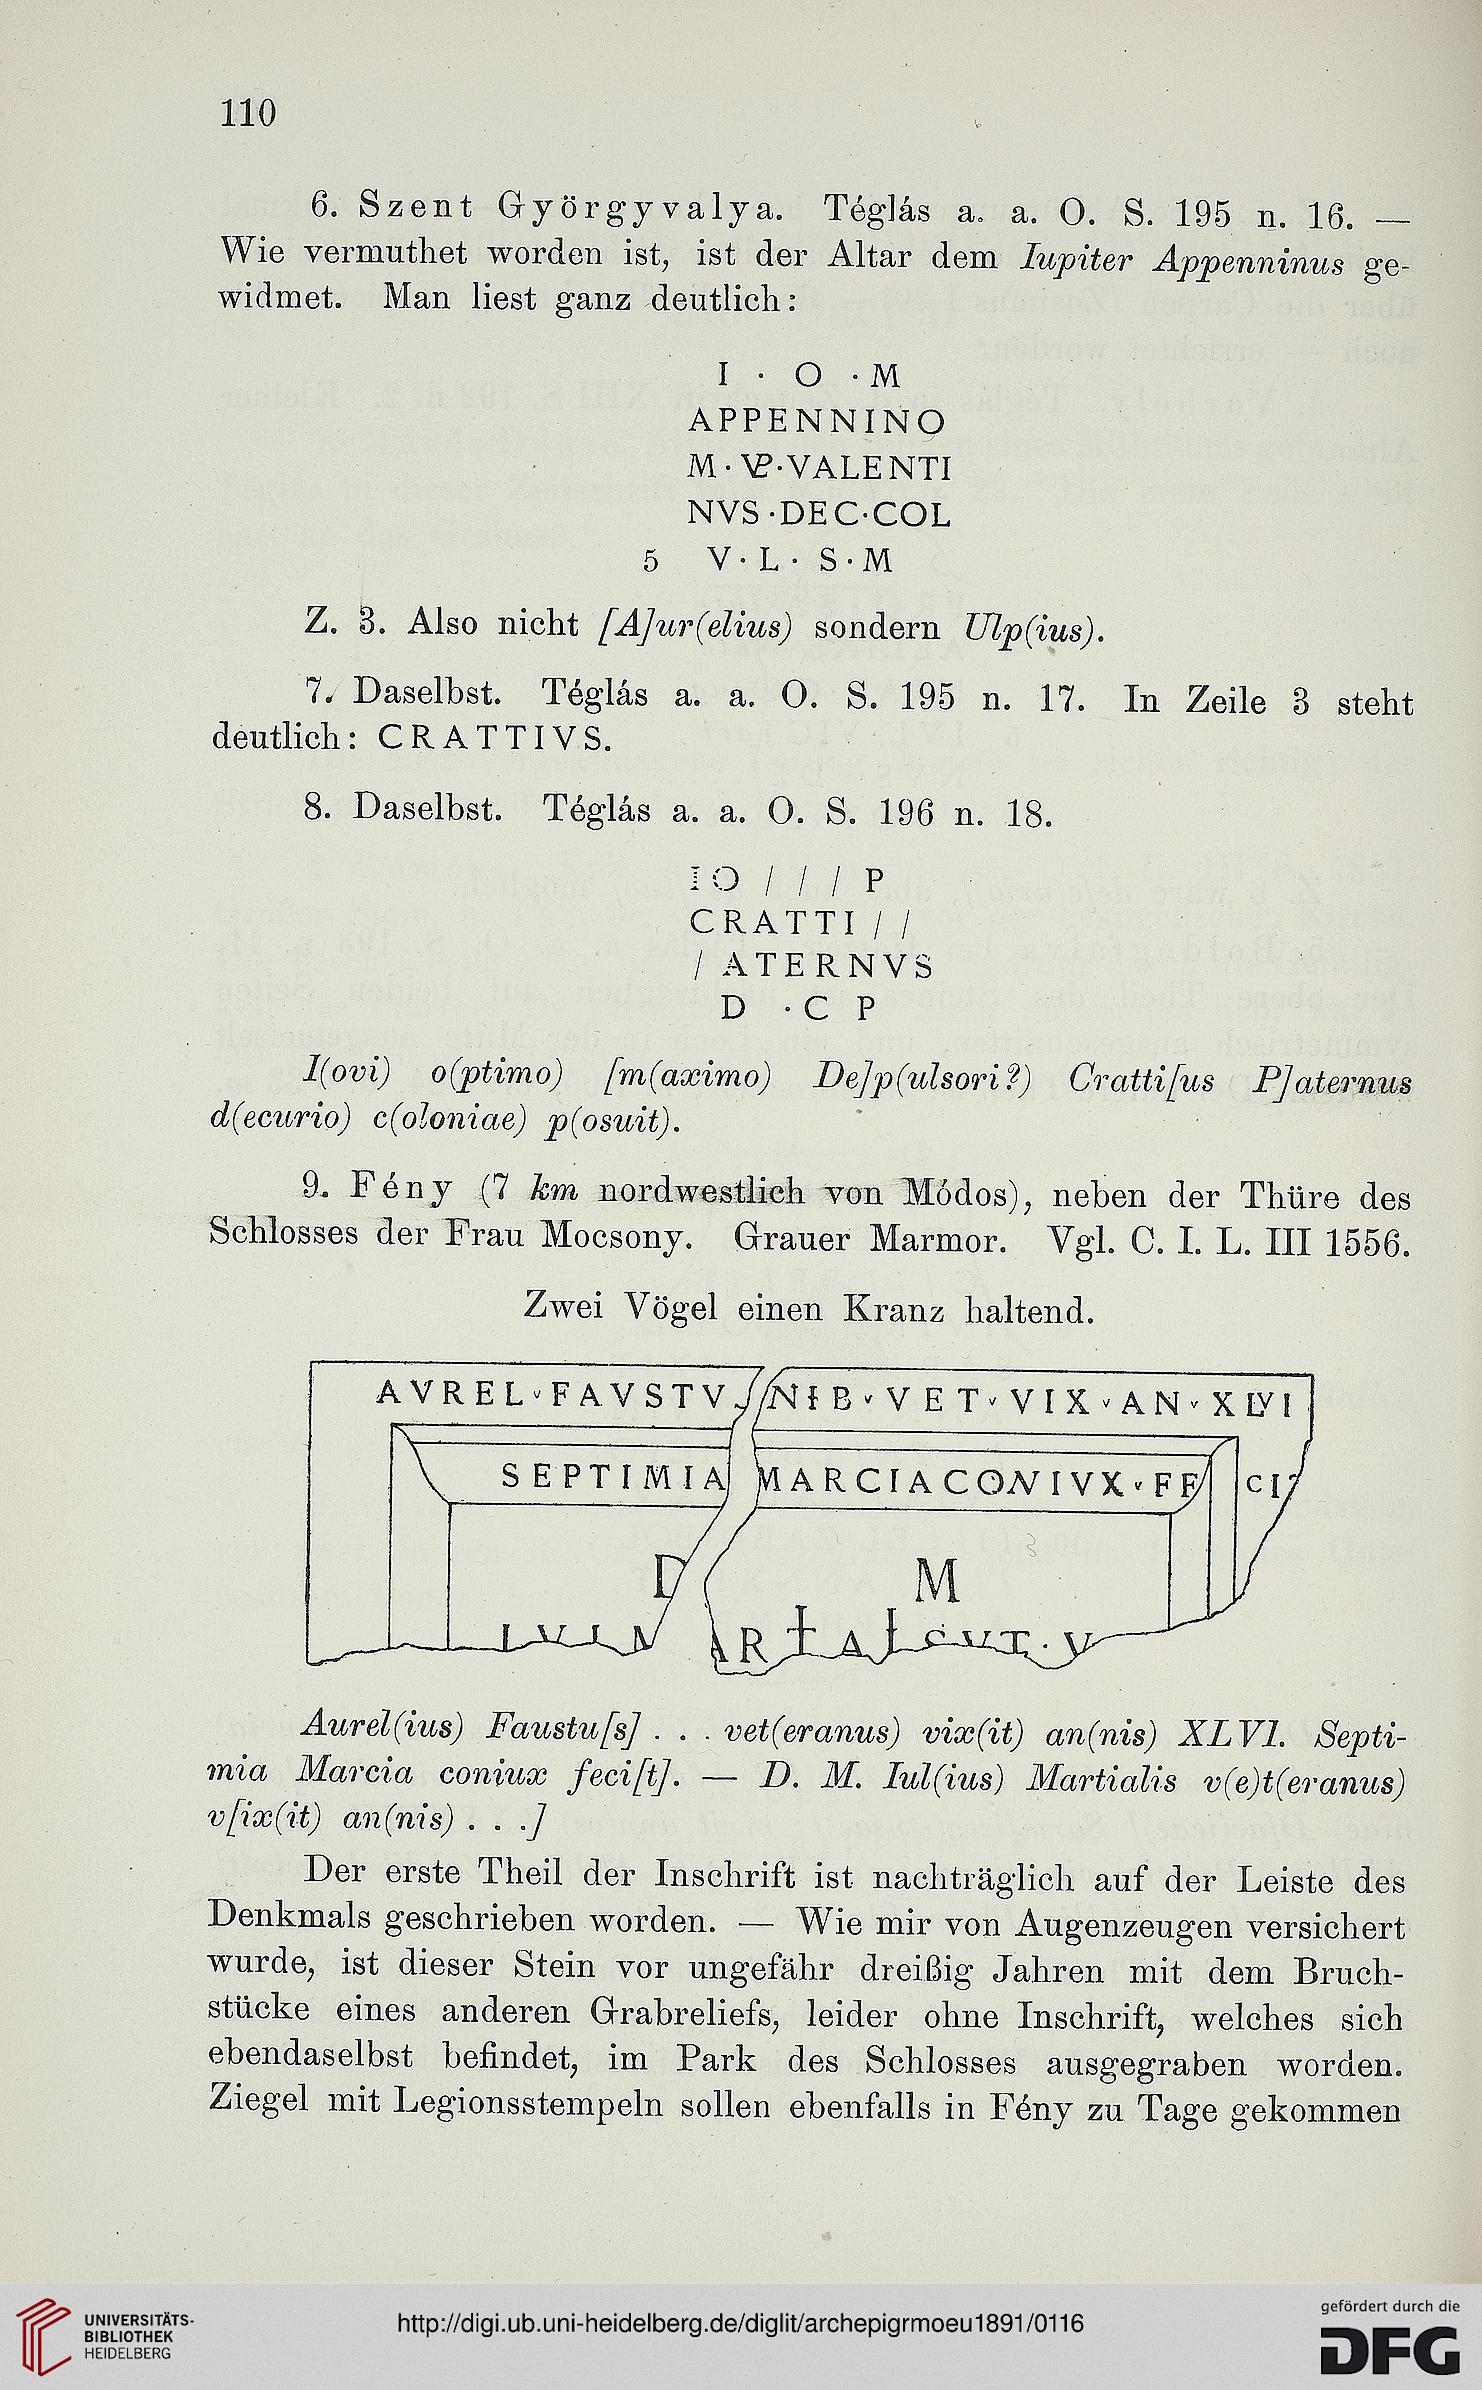 110
6. Szent Györgyvalya. Téglás a. a. O. S. 195 n. 16. —
Wie vermuthet worden ist, ist der Altar dem Iupiter Appenninus ge-
widmet. Man liest ganz deutlich:
I · O · M
APPENNINO
M · VLP · VALENTI
NVS · DEC · COL
5 V · L · S · M
Z. 3. Also nicht [A]ur(elius) sondern Ulp(ius).
7. Daselbst. Téglás a. a. O. S. 195 n. 17. In Zeile 3 steht
deutlich: CRATTIVS.
8. Daselbst. Téglás a. a. O. S. 196 n. 18.
IO / / / P
CRATTI / /
/ ATERNVS
D · C P
I(ovi) o(ptimo) [m(aximo) De]p(ulsori?) Cratti[us P]aternus
d(ecurio) c(oloniae) p(osuit).
9. Fény (7 km nordwestlich von Módos), neben der Thüre des
Schlosses der Frau Mocsony. Grauer Marmor. Vgl. C. I. L. III 1556.
Zwei Vögel einen Kranz haltend.
AVREL FAVSTV NIB VET VIX AN XLVI
SEPTIMIA MARCIA CONIVX FE CI
D M
Aurel(ius) Faustu[s] . . . vet(eranus) vix(it) an(nis) XLVI. Septi-
mia Marcia coniux feci[t]. — D. M. Iul(ius) Martialis v(e)t(eranus)
v[ix(it) an(nis) . . .]
Der erste Theil der Inschrift ist nachträglich auf der Leiste des
Denkmals geschrieben worden. — Wie mir von Augenzeugen versichert
wurde, ist dieser Stein vor ungefähr dreißig Jahren mit dem Bruch-
stücke eines anderen Grabreliefs, leider ohne Inschrift, welches sich
ebendaselbst befindet, im Park des Schlosses ausgegraben worden.
Ziegel mit Legionsstempeln sollen ebenfalls in Fény zu Tage gekommen
UNIVERSITÄTS-
BIBLIOTHEK
HEIDELBERG
http://digi.ub.uni-heidelberg.de/diglit/archepigrmoeu1891/0116
gefördert durch die
DFG